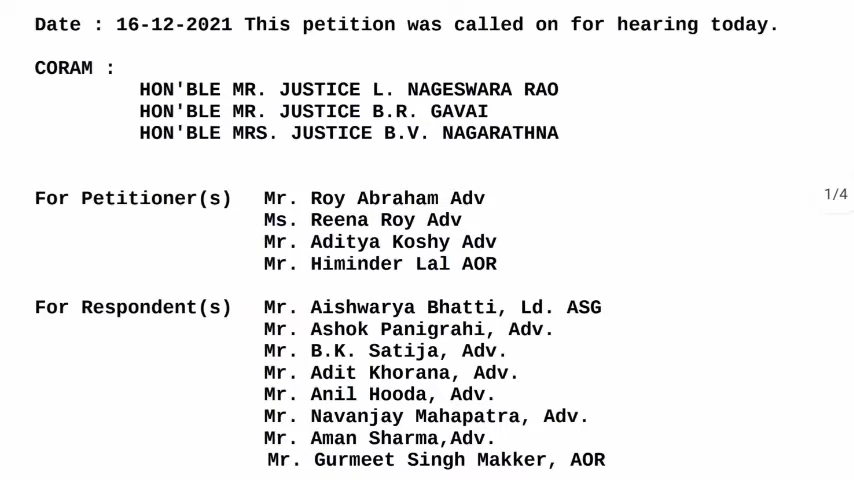 Date : 16-12-2021 This petition was called on for hearing today.
CORAM :
HON'BLE MR. JUSTICE L. NAGESWARA RAO
HON'BLE MR. JUSTICE B.R. GAVAI
HON'BLE MRS. JUSTICE B.V. NAGARATHNA
For Petitioner(s) Mr. Roy Abraham Adv
Ms. Reena Roy Adv
Mr. Aditya Koshy Adv
Mr. Himinder Lal AOR
1/4
For Respondent(s) Mr. Aishwarya Bhatti, Ld. ASG
Mr. Ashok Panigrahi, Adv.
Mr. B.K. Satija, Adv.
Mr. Adit Khorana, Adv.
Mr. Anil Hooda, Adv.
Mr. Navanjay Mahapatra, Adv.
Mr. Aman Sharma,Adv.
Mr. Gurmeet Singh Makker, AOR